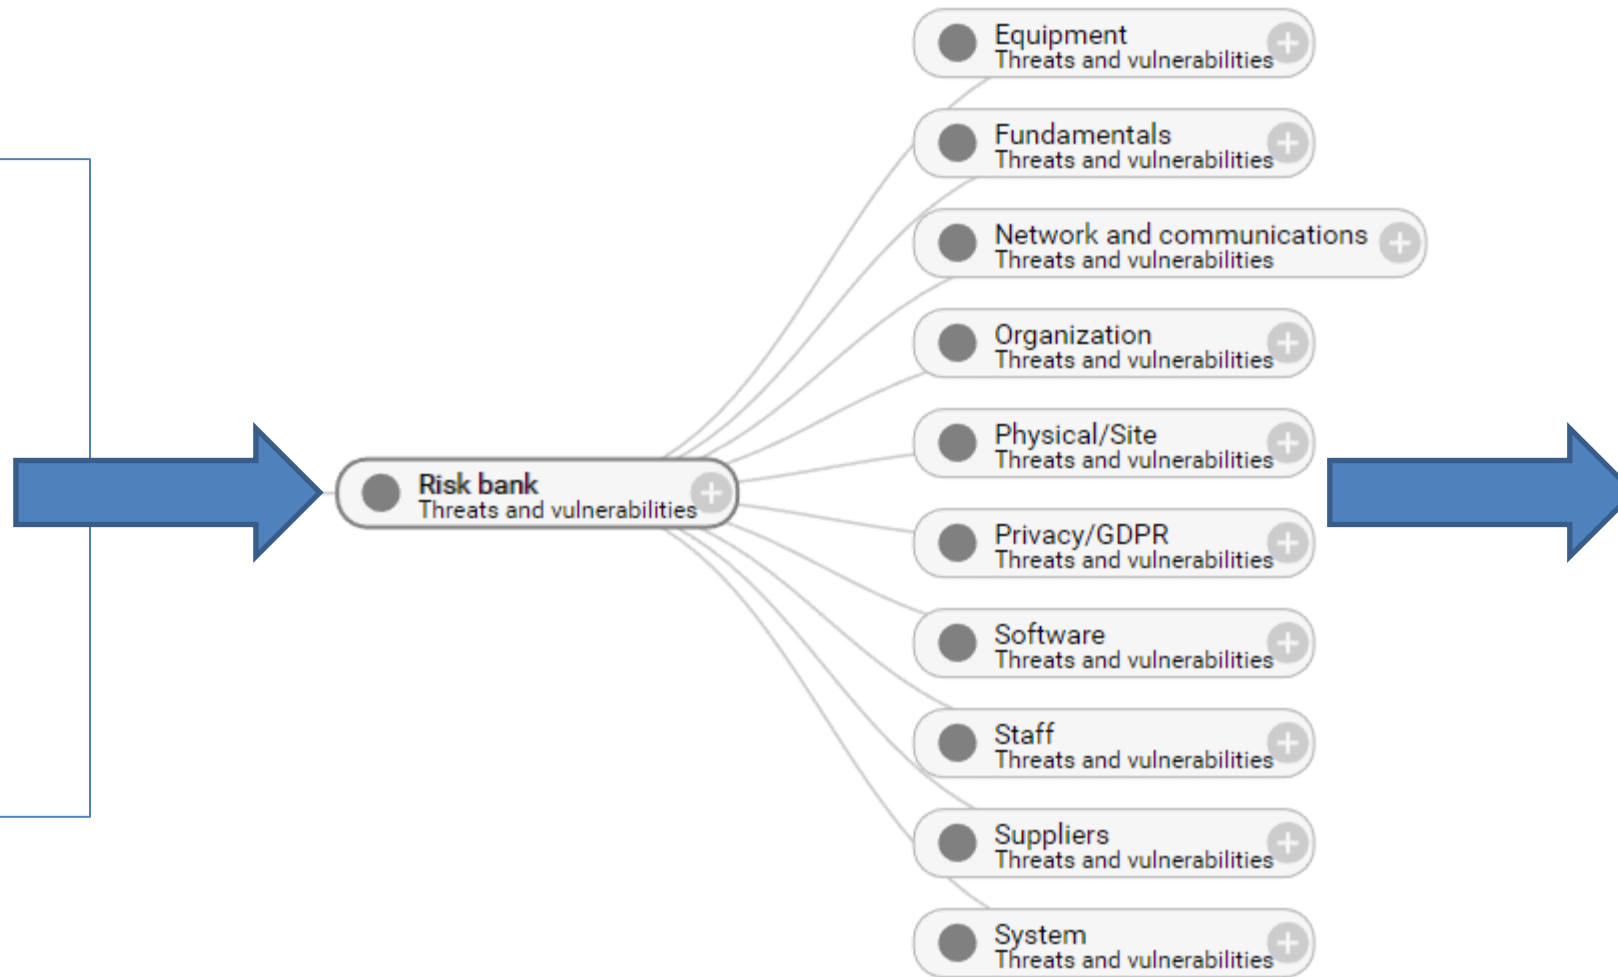 Equipment
Threats and vulnerabilities
Fundamentals
Threats and vulnerabilities
Network and communications
Threats and vulnerabilities
Organization
Threats and vulnerabilities
Physical/Site
Threats and vulnerabilities
Risk bank
Threats and vulnerabilities
Privacy/GDPR
Threats and vulnerabilities
Software
Threats and vulnerabilities
Staff
Threats and vulnerabilities
Suppliers
Threats and vulnerabilities
System
Threats and vulnerabilities